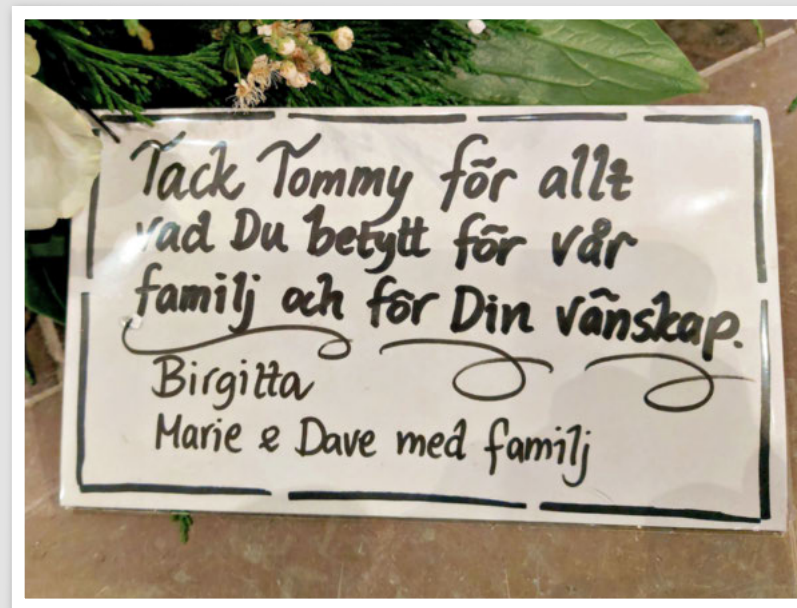 Tack Tommy för allt
vad Du betytt för vår
familj och för Din vänskap.
Birgitta
Marie & Dave med familj